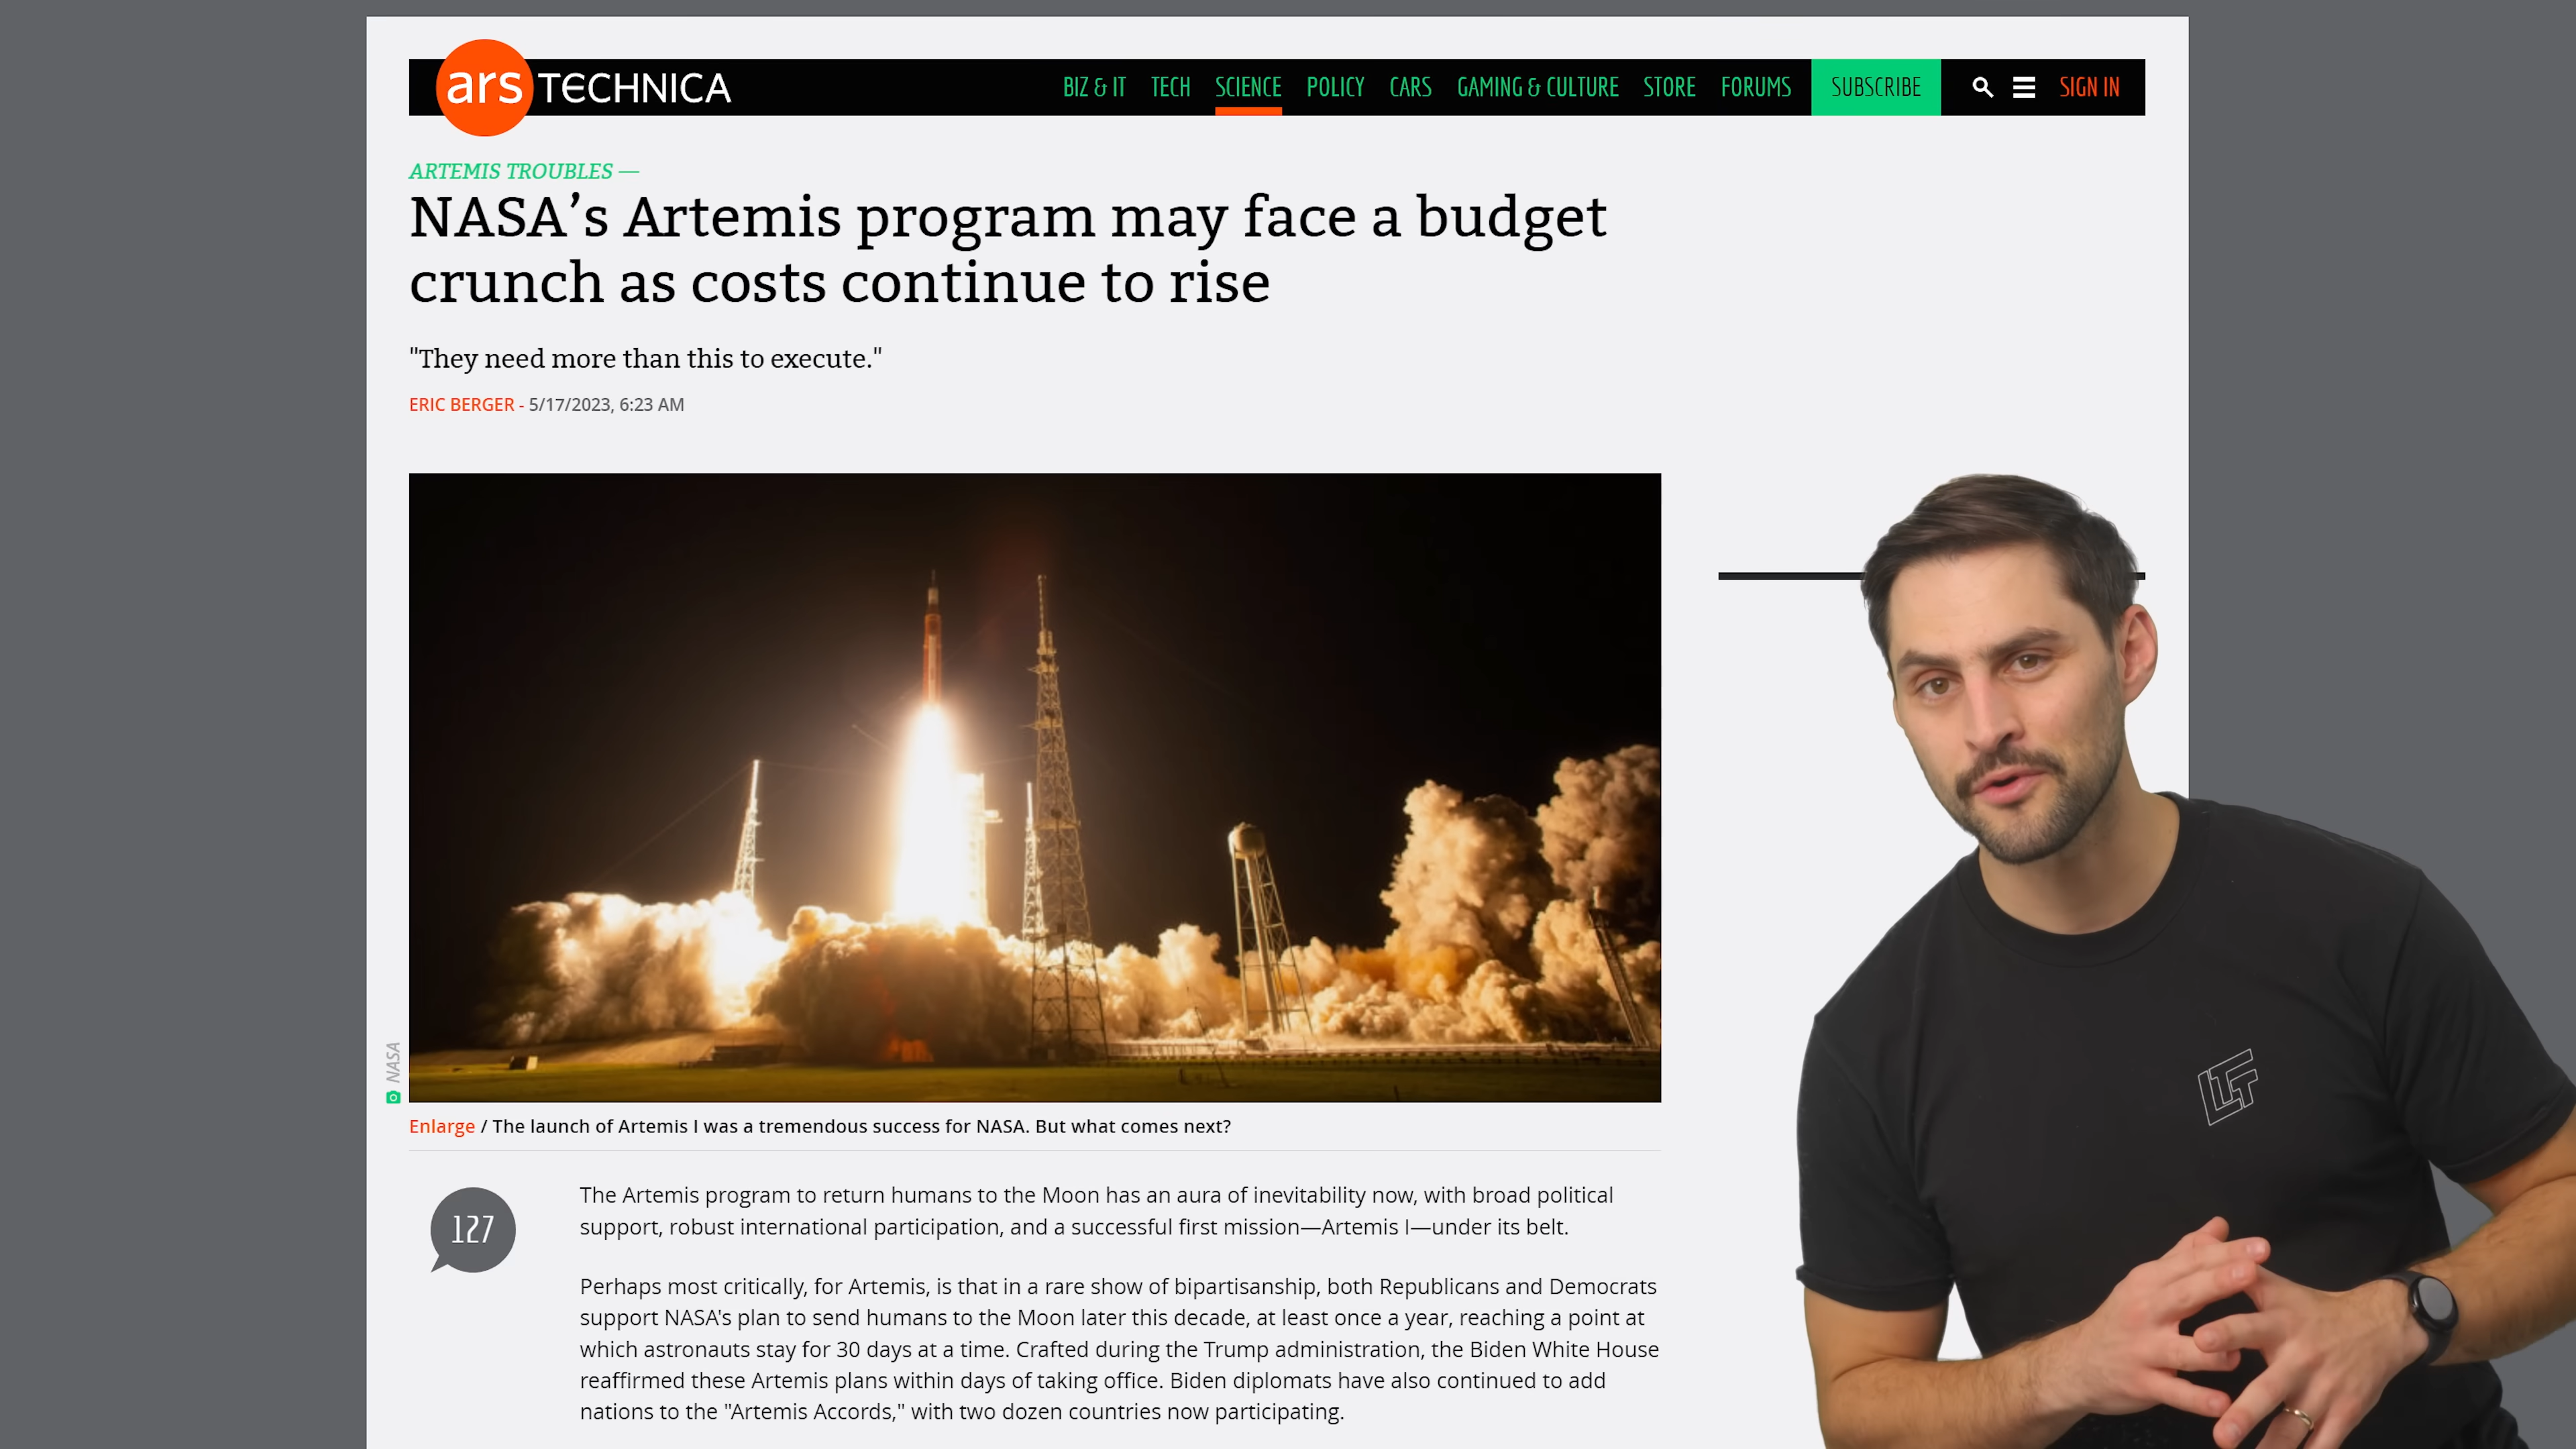 ars TECHNICA
BIZ & IT TECH SCIENCE POLICY CARS GAMING & CULTURE STORE FORUMS SUBSCRIBE SIGN IN
ARTEMIS TROUBLES —
NASA’s Artemis program may face a budget
crunch as costs continue to rise
"They need more than this to execute."
ERIC BERGER - 5/17/2023, 6:23 AM
NASA
Enlarge / The launch of Artemis I was a tremendous success for NASA. But what comes next?
127
The Artemis program to return humans to the Moon has an aura of inevitability now, with broad political
support, robust international participation, and a successful first mission—Artemis I—under its belt.
Perhaps most critically, for Artemis, is that in a rare show of bipartisanship, both Republicans and Democrats
support NASA's plan to send humans to the Moon later this decade, at least once a year, reaching a point at
which astronauts stay for 30 days at a time. Crafted during the Trump administration, the Biden White House
reaffirmed these Artemis plans within days of taking office. Biden diplomats have also continued to add
nations to the "Artemis Accords," with two dozen countries now participating.
LTT